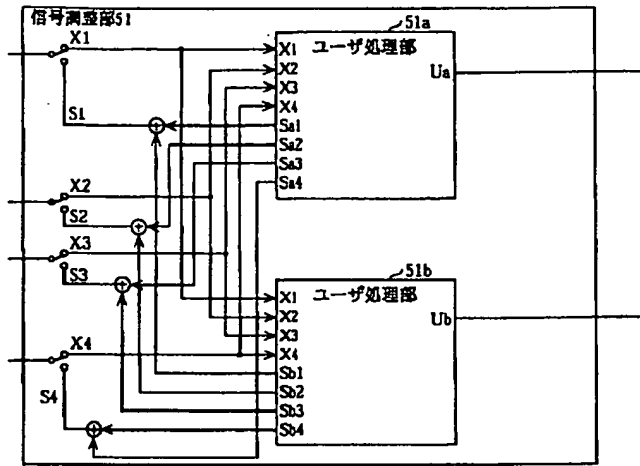 信号調整部51
X1
S1
X2
S2
X3
S3
X4
S4
51a
ユーザ処理部
X1
X2
X3
X4
Sa1
Sa2
Sa3
Sa4
Ua
51b
ユーザ処理部
X1
X2
X3
X4
Sb1
Sb2
Sb3
Sb4
Ub